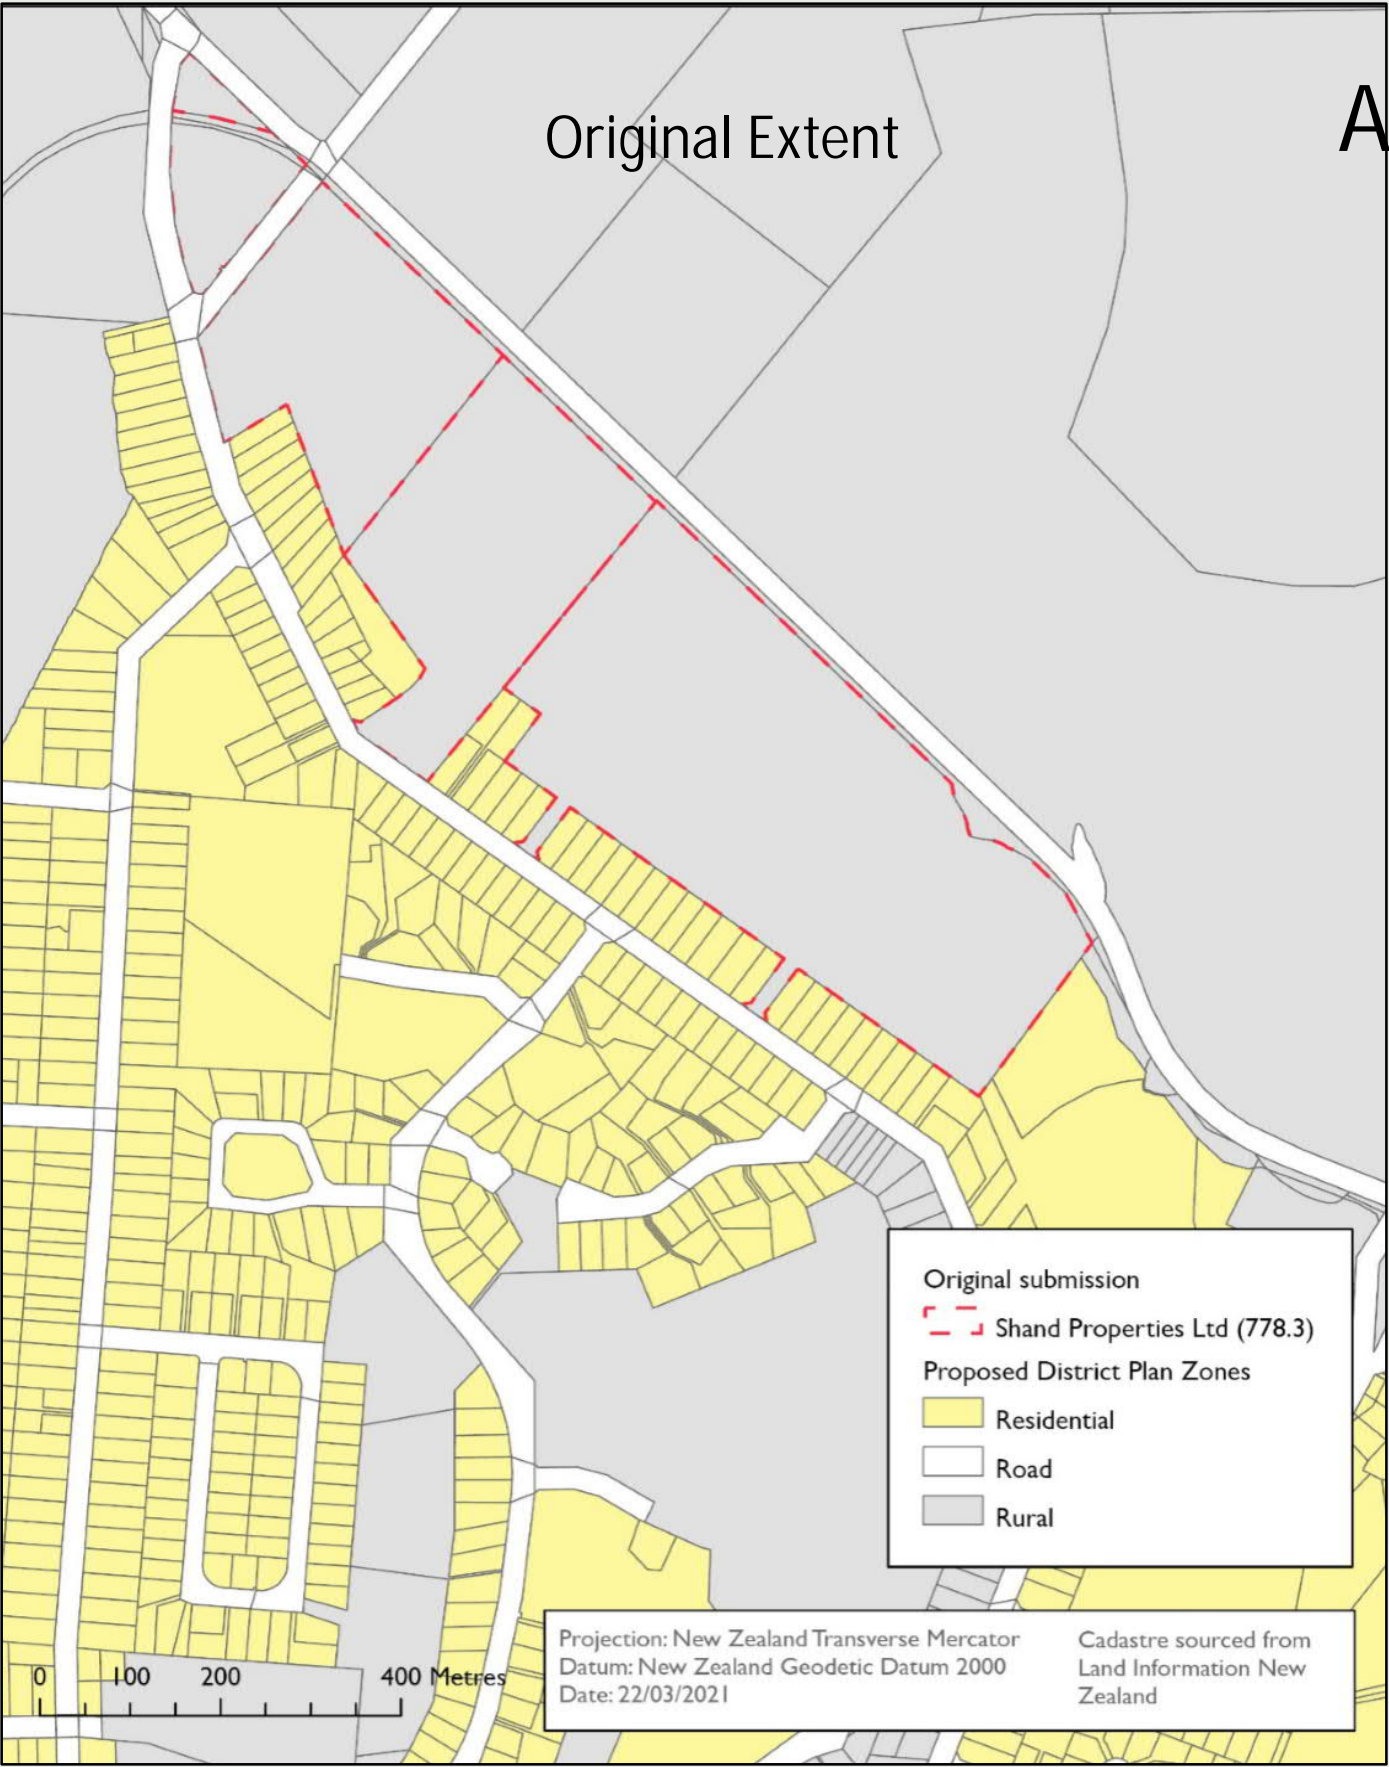 Original Extent
A
Original submission
Shand Properties Ltd (778.3)
Proposed District Plan Zones
Residential
Road
Rural
Projection: New Zealand Transverse Mercator
Datum: New Zealand Geodetic Datum 2000
Date: 22/03/2021
Cadastre sourced from
Land Information New
Zealand
0 100 200 400 Metres